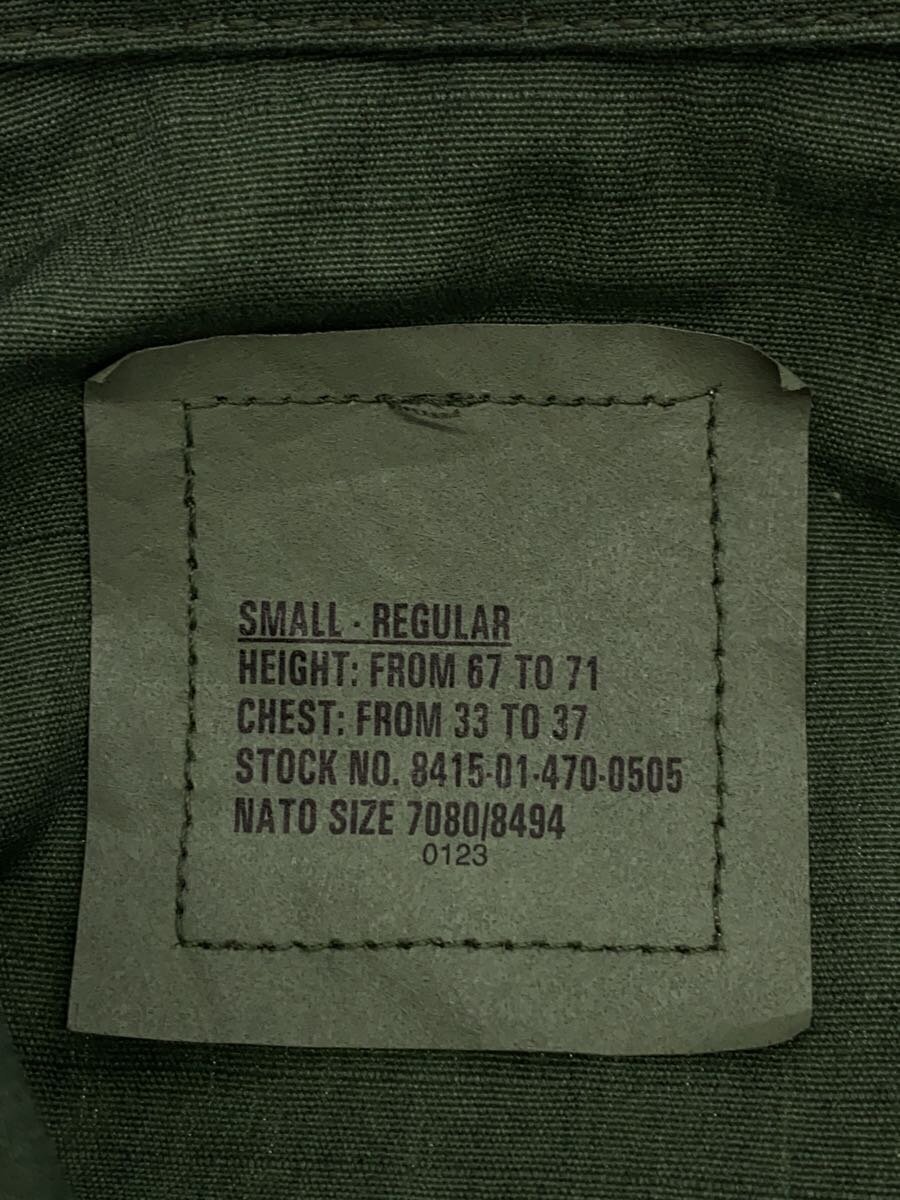 SMALL - REGULAR
HEIGHT: FROM 67 TO 71
CHEST: FROM 33 TO 37
STOCK NO. 8415-01-470-0505
NATO SIZE 7080/8494
0123